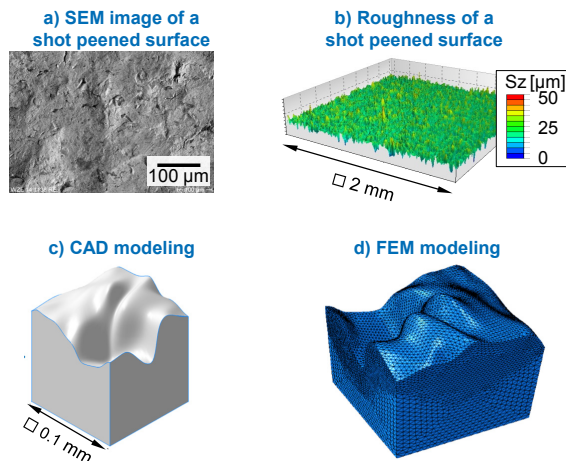 a) SEM image of a
shot peened surface
100 µm
b) Roughness of a
shot peened surface
Sz [µm]
50
25
0
□ 2 mm
c) CAD modeling
□ 0.1 mm
d) FEM modeling